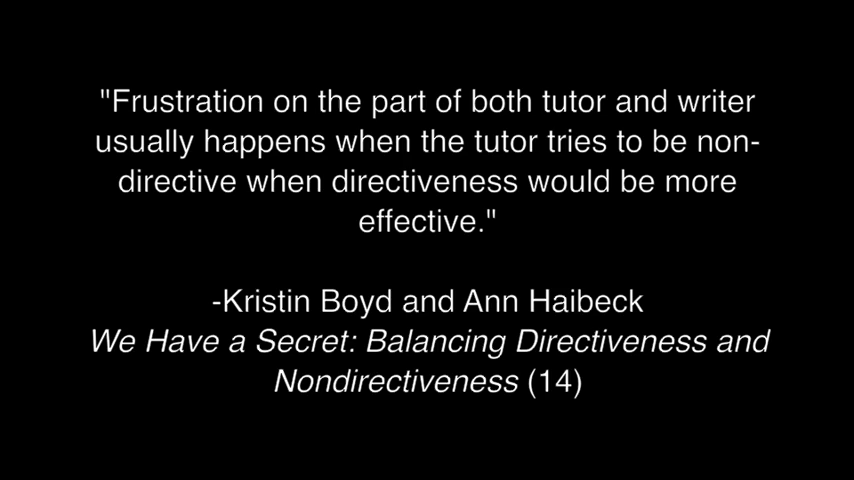 "Frustration on the part of both tutor and writer
usually happens when the tutor tries to be non-
directive when directiveness would be more
effective."
-Kristin Boyd and Ann Haibeck
We Have a Secret: Balancing Directiveness and
Nondirectiveness (14)